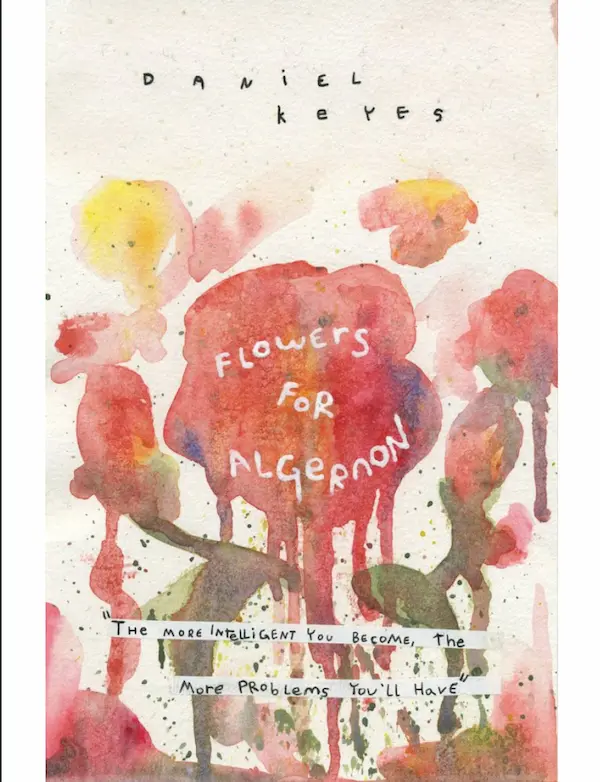 DANiEL
keYES
FLOWERS
FOR
ALGERNON
"THE MORE INTElLiGENT YOU BECOME, THE
MORE PROBLEMS YOU'LL HAVE"